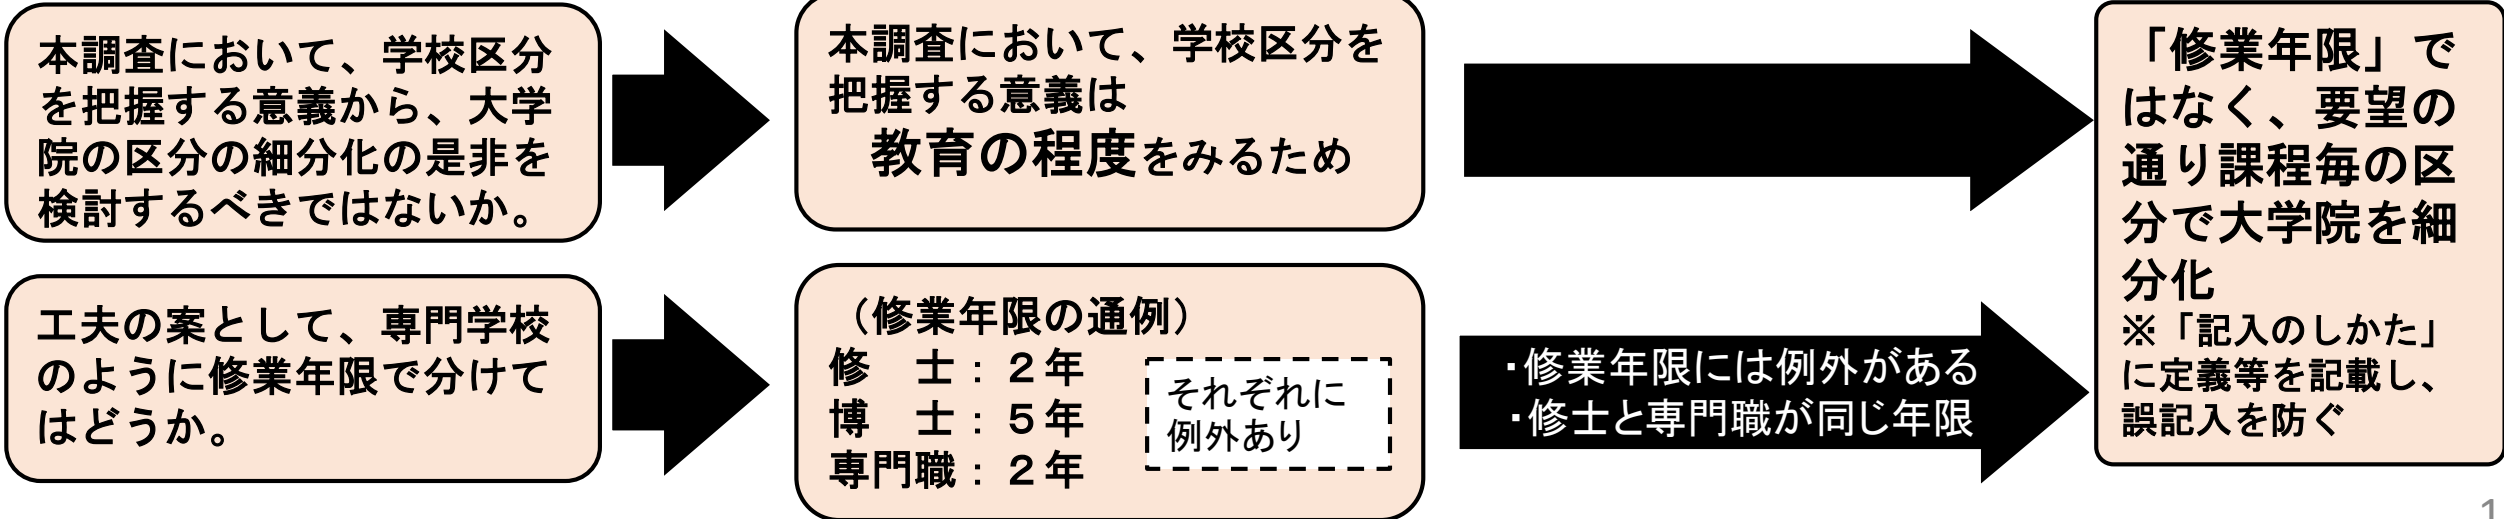 本調査において、学校区分
を把握する意義から、大学
院の区分の細分化の是非を
検討するべきではないか。
本調査において、学校区分を
把握する意義は
教育の程度をみるため
「修業年限」で
はなく、要望の
通り課程毎の区
分で大学院を細
分化
※『記入のしかた』
に定義等を記載し、
誤記入を防ぐ
工夫の案として、専門学校
のように修業年限で分けて
はどうか。
（修業年限の通例）
修　　士：２年
博　　士：５年
専門職：２年
それぞれに
例外あり
・修業年限には例外がある
・修士と専門職が同じ年限
1